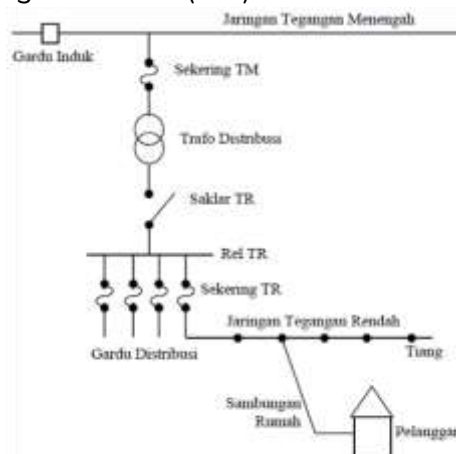 Jaringan Tegangan Menengah
Gardu Induk
Sekering TM
Trafo Distribusi
Saklar TR
Rel TR
Sekering TR
Jaringan Tegangan Rendah
Gardu Distribusi
Tiang
Sambungan
Rumah
Pelanggan